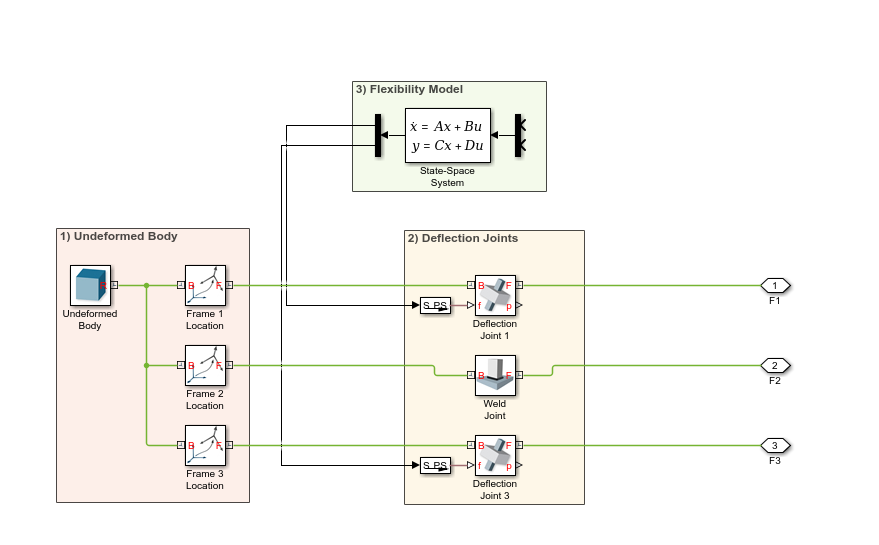 3) Flexibility Model
ẋ = Ax + Bu
y = Cx + Du
State-Space
System
1) Undeformed Body
2) Deflection Joints
R
Undeformed
Body
B F
Frame 1
Location
S PS
B F
f p
Deflection
Joint 1
1
F1
B F
Frame 2
Location
B F
Weld
Joint
2
F2
B F
Frame 3
Location
S PS
B F
f p
Deflection
Joint 3
3
F3